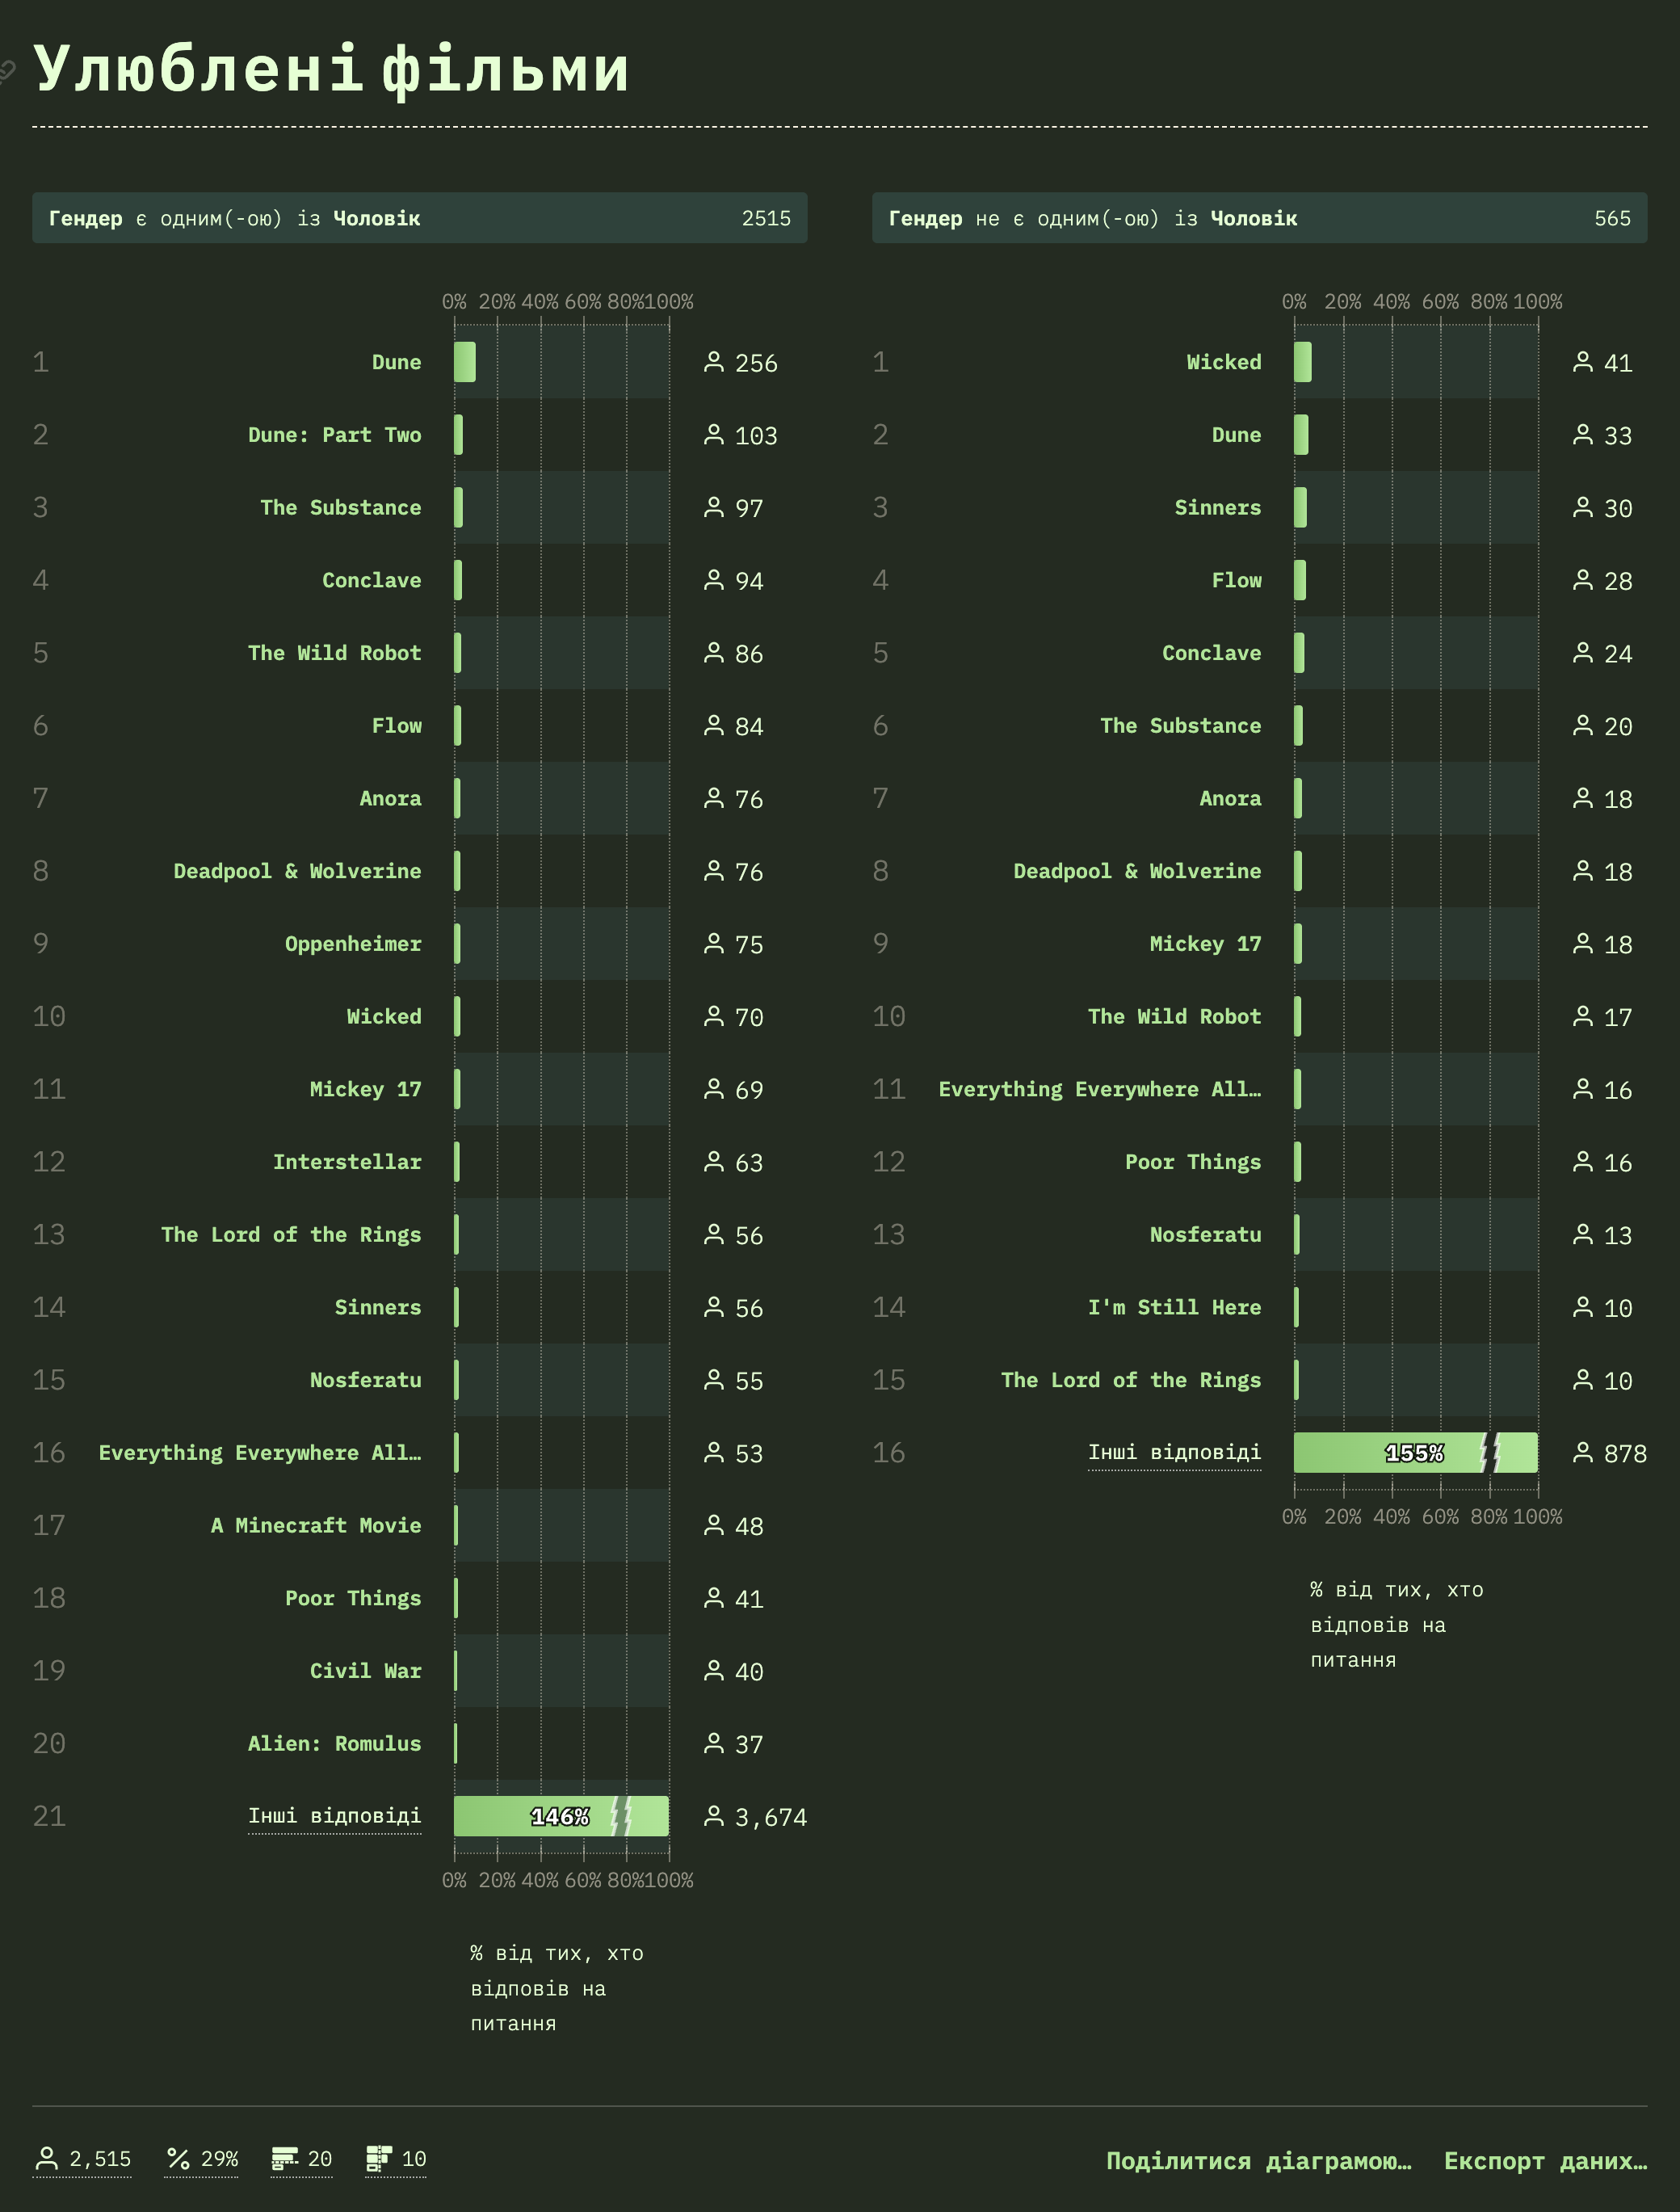 Улюблені фільми
Гендер є одним(-ою) із Чоловік 2515
0% 20% 40% 60% 80% 100%
1 Dune 256
2 Dune: Part Two 103
3 The Substance 97
4 Conclave 94
5 The Wild Robot 86
6 Flow 84
7 Anora 76
8 Deadpool & Wolverine 76
9 Oppenheimer 75
10 Wicked 70
11 Mickey 17 69
12 Interstellar 63
13 The Lord of the Rings 56
14 Sinners 56
15 Nosferatu 55
16 Everything Everywhere All… 53
17 A Minecraft Movie 48
18 Poor Things 41
19 Civil War 40
20 Alien: Romulus 37
21 Інші відповіді 146% 3,674
0% 20% 40% 60% 80% 100%
% від тих, хто
відповів на
питання
Гендер не є одним(-ою) із Чоловік 565
0% 20% 40% 60% 80% 100%
1 Wicked 41
2 Dune 33
3 Sinners 30
4 Flow 28
5 Conclave 24
6 The Substance 20
7 Anora 18
8 Deadpool & Wolverine 18
9 Mickey 17 18
10 The Wild Robot 17
11 Everything Everywhere All… 16
12 Poor Things 16
13 Nosferatu 13
14 I'm Still Here 10
15 The Lord of the Rings 10
16 Інші відповіді 155% 878
0% 20% 40% 60% 80% 100%
% від тих, хто
відповів на
питання
2,515 29% 20 10 Поділитися діаграмою… Експорт даних…